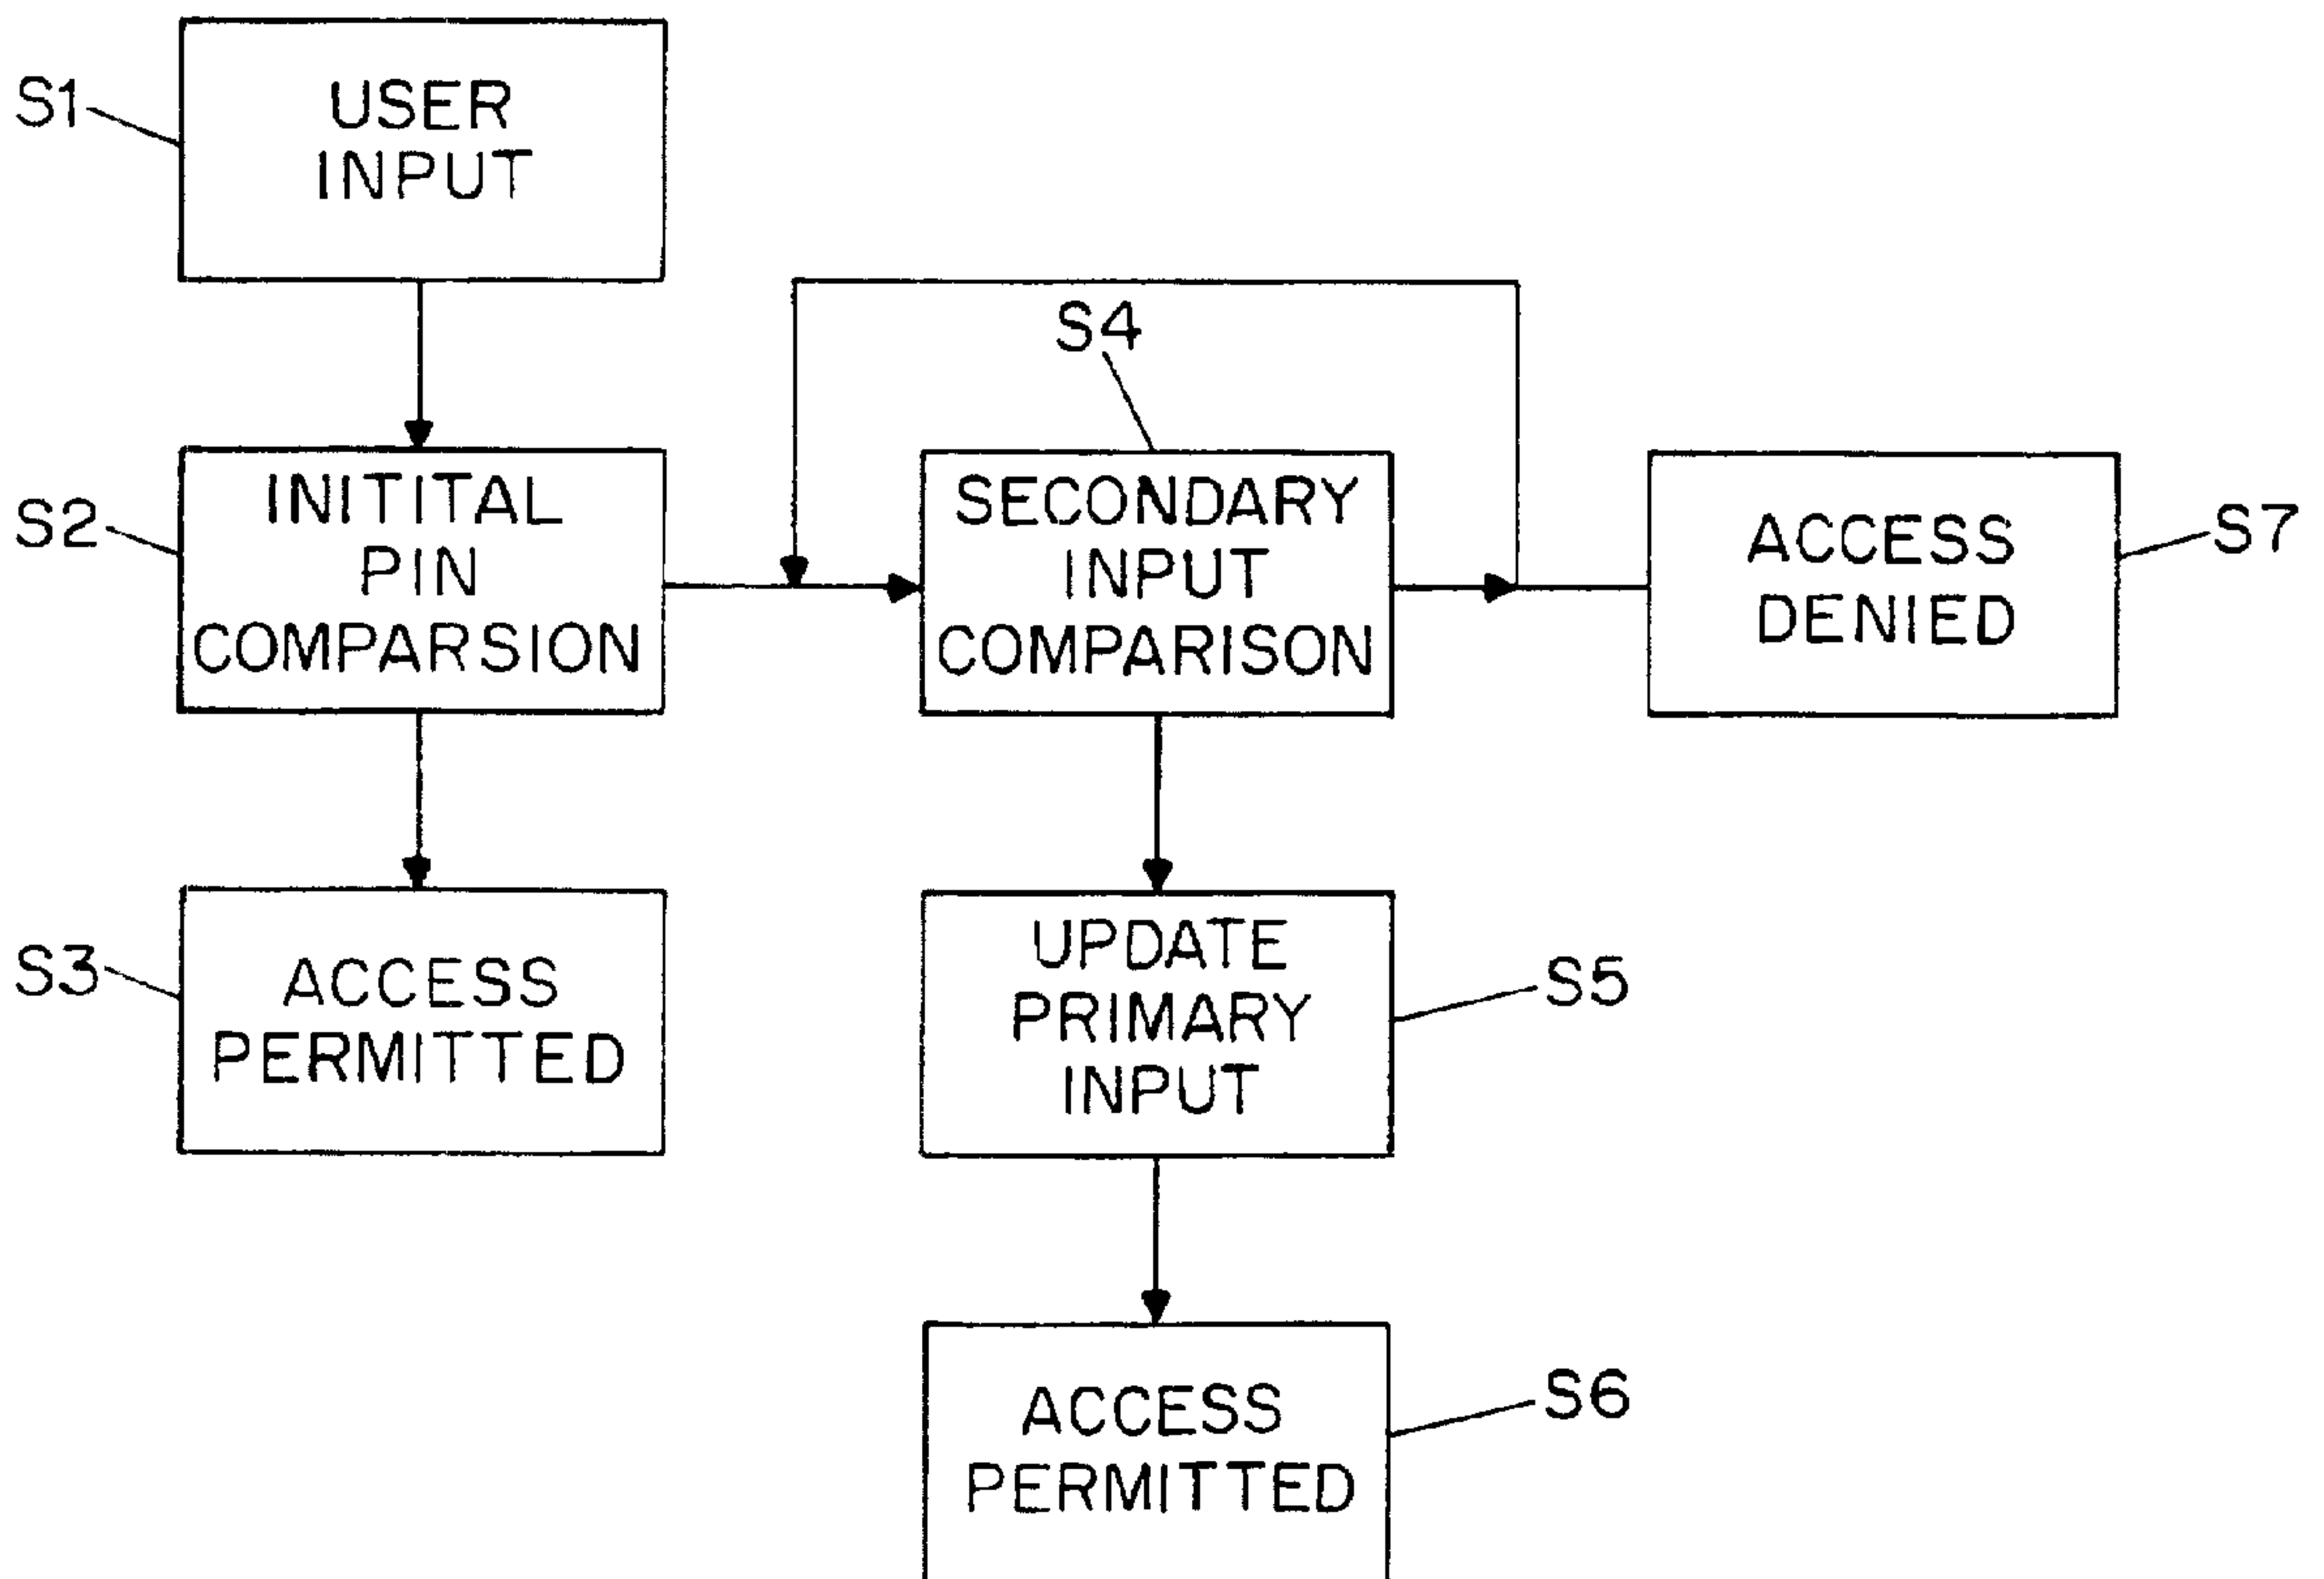 S1
USER
INPUT
S2
INITITAL
PIN
COMPARSION
S4
SECONDARY
INPUT
COMPARISON
ACCESS
DENIED
S7
S3
ACCESS
PERMITTED
UPDATE
PRIMARY
INPUT
S5
ACCESS
PERMITTED
S6